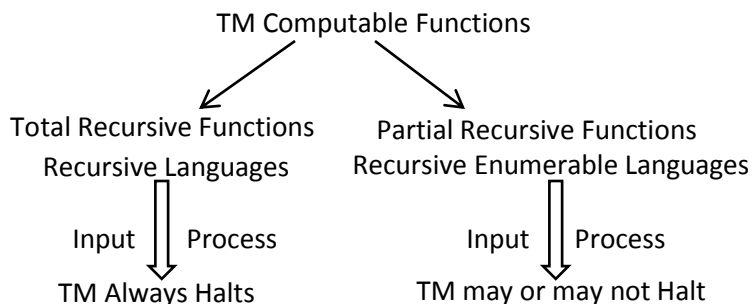 TM Computable Functions
Total Recursive Functions
Recursive Languages
Partial Recursive Functions
Recursive Enumerable Languages
Input Process
Input Process
TM Always Halts
TM may or may not Halt